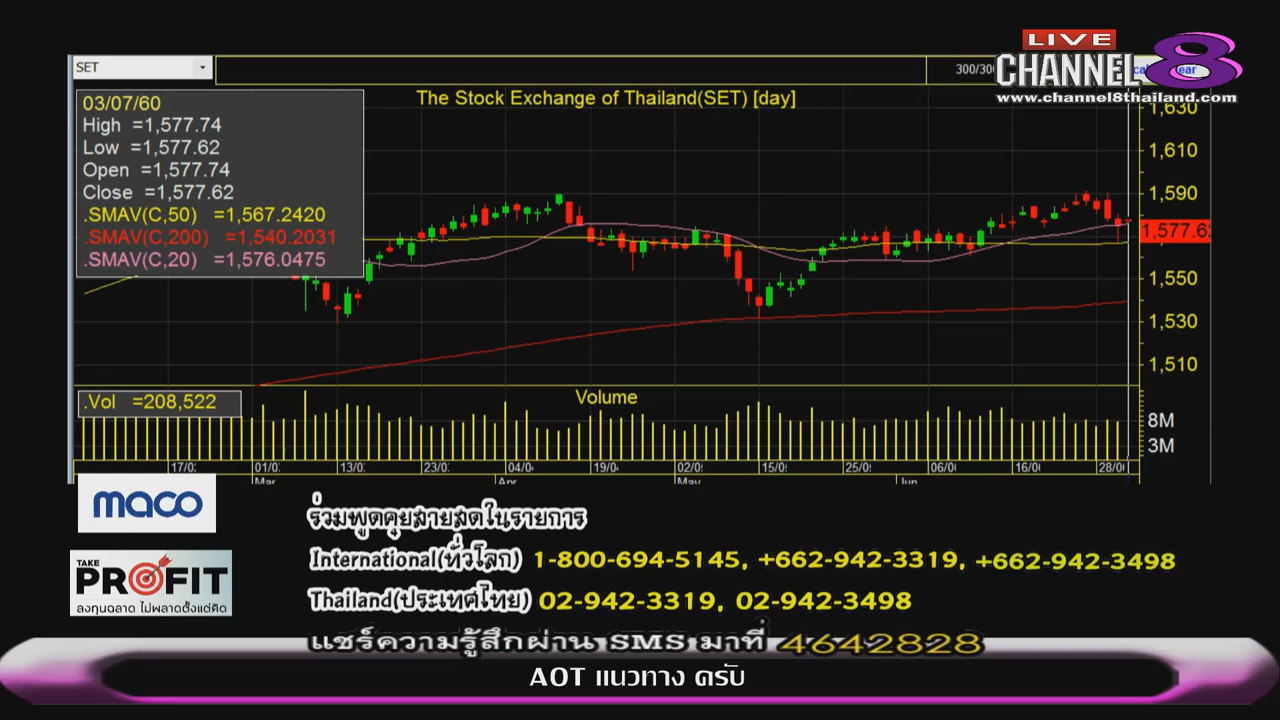 LIVE
CHANNEL 8
www.channel8thailand.com
SET
300/300
The Stock Exchange of Thailand(SET) [day]
03/07/60
High =1,577.74
Low =1,577.62
Open =1,577.74
Close =1,577.62
.SMAV(C,50) =1,567.2420
.SMAV(C,200) =1,540.2031
.SMAV(C,20) =1,576.0475
1,630
1,610
1,590
1,577.6
1,550
1,530
1,510
.Vol =208,522
Volume
8M
3M
17/0 01/0 13/0 23/0 04/0 19/0 02/0 15/0 25/0 06/0 16/0 28/0
Mar Apr May Jun
maco
TAKE
PROFIT
ลงทุนฉลาด ไม่พลาดตั้งแต่คิด
ร่วมพูดคุยสายสดในรายการ
International(ทั่วโลก) 1-800-694-5145, +662-942-3319, +662-942-3498
Thailand(ประเทศไทย) 02-942-3319, 02-942-3498
แชร์ความรู้สึกผ่าน SMS มาที่ 4642828
AOT แนวทาง ครับ